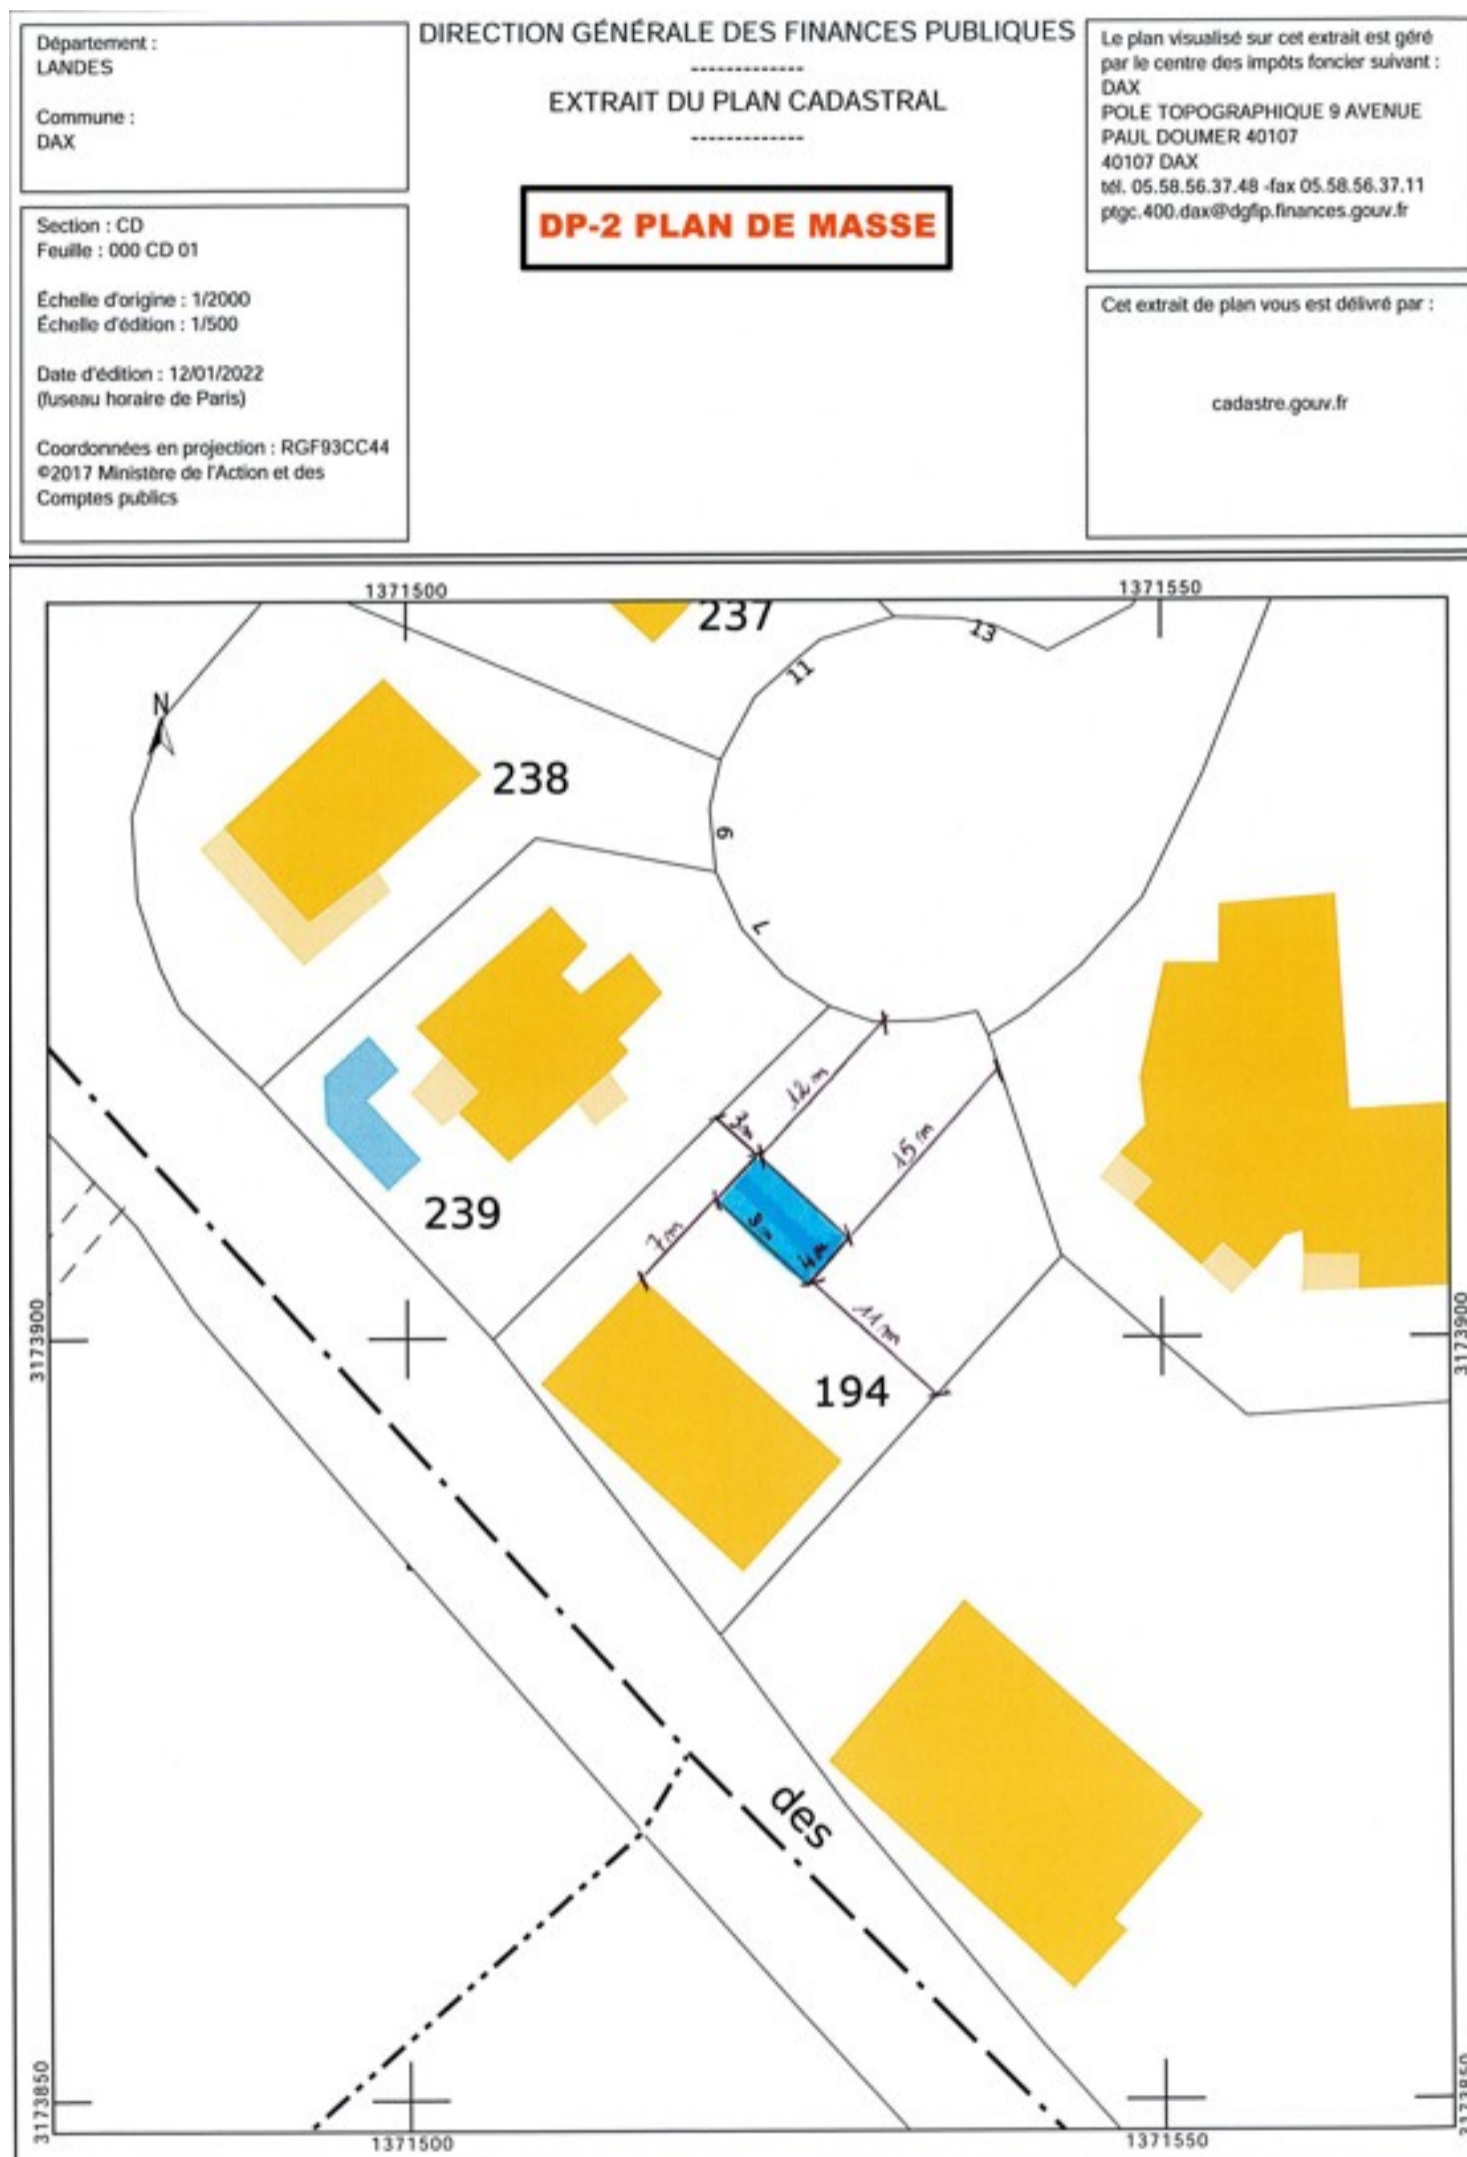 Département :
LANDES
Commune :
DAX
Section : CD
Feuille : 000 CD 01
Échelle d'origine : 1/2000
Échelle d'édition : 1/500
Date d'édition : 12/01/2022
(fuseau horaire de Paris)
Coordonnées en projection : RGF93CC44
©2017 Ministère de l'Action et des
Comptes publics
DIRECTION GÉNÉRALE DES FINANCES PUBLIQUES
-------------
EXTRAIT DU PLAN CADASTRAL
-------------
DP-2 PLAN DE MASSE
Le plan visualisé sur cet extrait est géré
par le centre des impôts foncier suivant :
DAX
POLE TOPOGRAPHIQUE 9 AVENUE
PAUL DOUMER 40107
40107 DAX
tél. 05.58.56.37.48 -fax 05.58.56.37.11
ptgc.400.dax@dgfip.finances.gouv.fr
Cet extrait de plan vous est délivré par :
cadastre.gouv.fr
1371500
1371550
237
13
11
N
238
9
7
12 m
3m
15 m
239
7m
4m
3173900
3173900
11 m
194
des
3173850
3173850
1371500
1371550